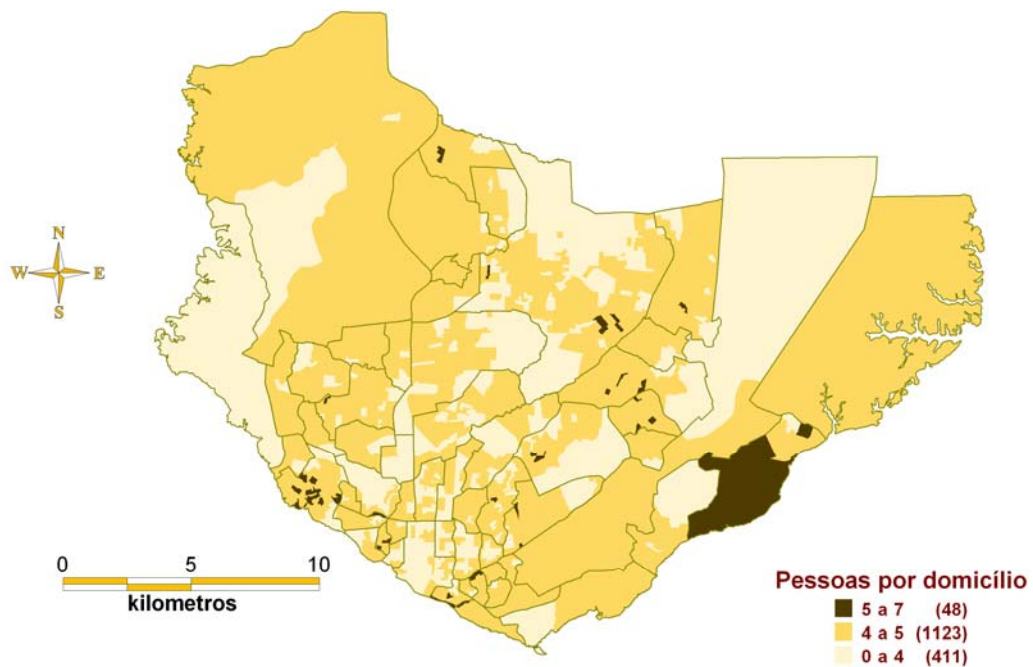 N
W E
S
0 5 10
kilometros
Pessoas por domicílio
5 a 7 (48)
4 a 5 (1123)
0 a 4 (411)